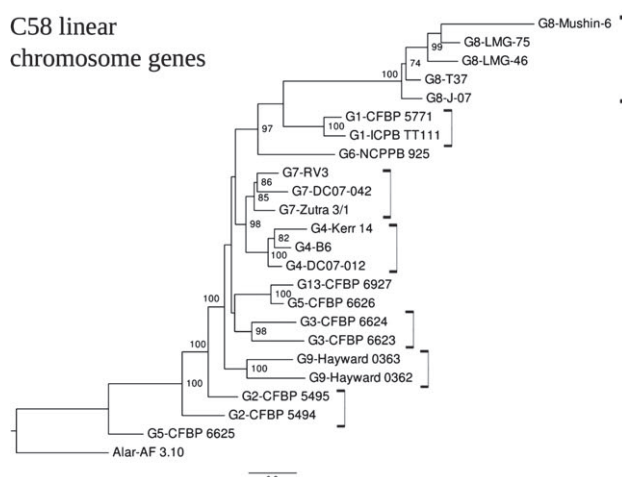 C58 linear
chromosome genes
G8-Mushin-6
99
G8-LMG-75
74
G8-LMG-46
100
G8-T37
G8-J-07
G1-CFBP 5771
97
100
G1-ICPB TT111
G6-NCPPB 925
G7-RV3
86
G7-DC07-042
85
G7-Zutra 3/1
98
G4-Kerr 14
82
G4-B6
100
G4-DC07-012
G13-CFBP 6927
100
G5-CFBP 6626
100
G3-CFBP 6624
98
G3-CFBP 6623
100
G9-Hayward 0363
100
G9-Hayward 0362
100
G2-CFBP 5495
G2-CFBP 5494
G5-CFBP 6625
Alar-AF 3.10